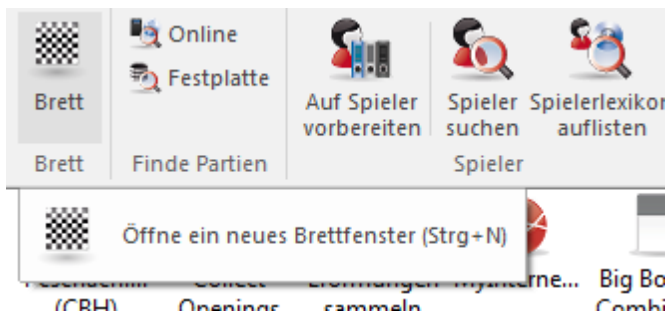 Online
Festplatte
Brett
Auf Spieler vorbereiten
Spieler suchen
Spielerlexikon auflisten
Brett
Finde Partien
Spieler
Öffne ein neues Brettfenster (Strg+N)
(CBH)
Openings
sammeln
Big Bo
Combi